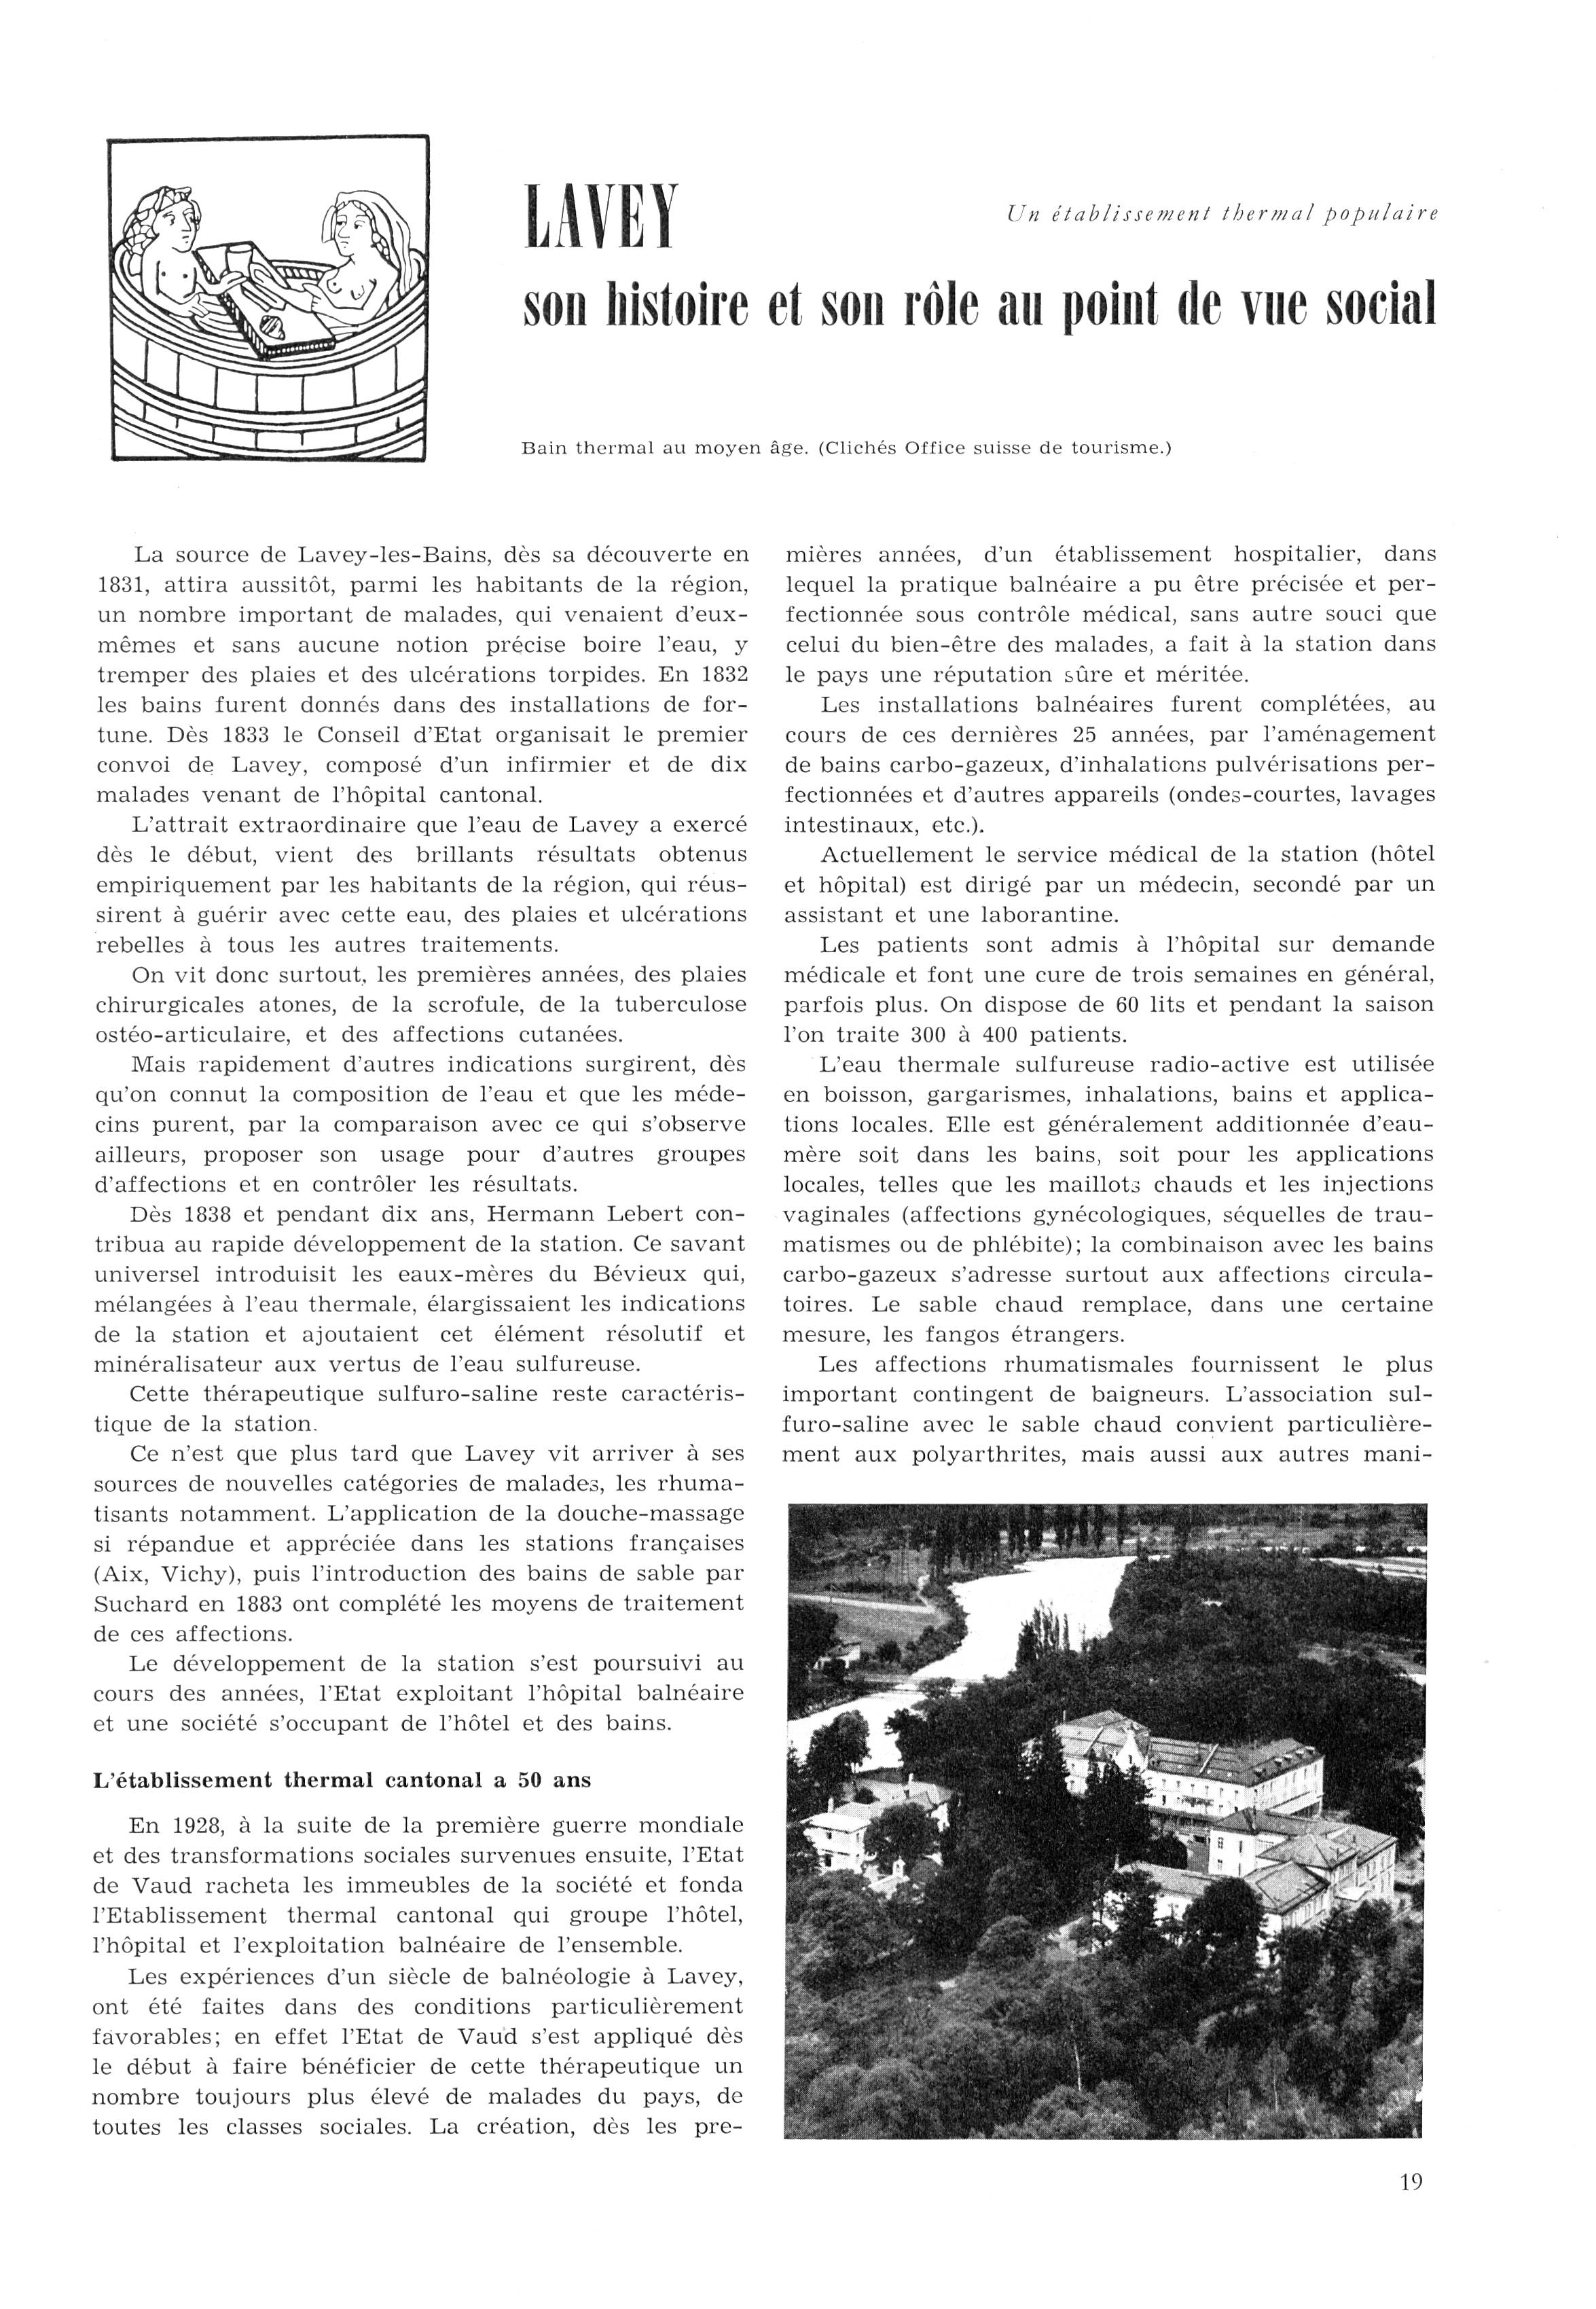 LAVEY
Un établissement thermal populaire
son histoire et son rôle au point de vue social
Bain thermal au moyen âge. (Clichés Office suisse de tourisme.)
La source de Lavey-les-Bains, dès sa découverte en
1831, attira aussitôt, parmi les habitants de la région,
un nombre important de malades, qui venaient d'eux-
mêmes et sans aucune notion précise boire l'eau, y
tremper des plaies et des ulcérations torpides. En 1832
les bains furent donnés dans des installations de for-
tune. Dès 1833 le Conseil d'Etat organisait le premier
convoi de Lavey, composé d'un infirmier et de dix
malades venant de l'hôpital cantonal.
L'attrait extraordinaire que l'eau de Lavey a exercé
dès le début, vient des brillants résultats obtenus
empiriquement par les habitants de la région, qui réus-
sirent à guérir avec cette eau, des plaies et ulcérations
rebelles à tous les autres traitements.
On vit donc surtout, les premières années, des plaies
chirurgicales atones, de la scrofule, de la tuberculose
ostéo-articulaire, et des affections cutanées.
Mais rapidement d'autres indications surgirent, dès
qu'on connut la composition de l'eau et que les méde-
cins purent, par la comparaison avec ce qui s'observe
ailleurs, proposer son usage pour d'autres groupes
d'affections et en contrôler les résultats.
Dès 1838 et pendant dix ans, Hermann Lebert con-
tribua au rapide développement de la station. Ce savant
universel introduisit les eaux-mères du Bévieux qui,
mélangées à l'eau thermale, élargissaient les indications
de la station et ajoutaient cet élément résolutif et
minéralisateur aux vertus de l'eau sulfureuse.
Cette thérapeutique sulfuro-saline reste caractéris-
tique de la station.
Ce n'est que plus tard que Lavey vit arriver à ses
sources de nouvelles catégories de malades, les rhuma-
tisants notamment. L'application de la douche-massage
si répandue et appréciée dans les stations françaises
(Aix, Vichy), puis l'introduction des bains de sable par
Suchard en 1883 ont complété les moyens de traitement
de ces affections.
Le développement de la station s'est poursuivi au
cours des années, l'Etat exploitant l'hôpital balnéaire
et une société s'occupant de l'hôtel et des bains.
L'établissement thermal cantonal a 50 ans
En 1928, à la suite de la première guerre mondiale
et des transformations sociales survenues ensuite, l'Etat
de Vaud racheta les immeubles de la société et fonda
l'Etablissement thermal cantonal qui groupe l'hôtel,
l'hôpital et l'exploitation balnéaire de l'ensemble.
Les expériences d'un siècle de balnéologie à Lavey,
ont été faites dans des conditions particulièrement
favorables; en effet l'Etat de Vaud s'est appliqué dès
le début à faire bénéficier de cette thérapeutique un
nombre toujours plus élevé de malades du pays, de
toutes les classes sociales. La création, dès les pre-
mières années, d'un établissement hospitalier, dans
lequel la pratique balnéaire a pu être précisée et per-
fectionnée sous contrôle médical, sans autre souci que
celui du bien-être des malades, a fait à la station dans
le pays une réputation sûre et méritée.
Les installations balnéaires furent complétées, au
cours de ces dernières 25 années, par l'aménagement
de bains carbo-gazeux, d'inhalations pulvérisations per-
fectionnées et d'autres appareils (ondes-courtes, lavages
intestinaux, etc.).
Actuellement le service médical de la station (hôtel
et hôpital) est dirigé par un médecin, secondé par un
assistant et une laborantine.
Les patients sont admis à l'hôpital sur demande
médicale et font une cure de trois semaines en général,
parfois plus. On dispose de 60 lits et pendant la saison
l'on traite 300 à 400 patients.
L'eau thermale sulfureuse radio-active est utilisée
en boisson, gargarismes, inhalations, bains et applica-
tions locales. Elle est généralement additionnée d'eau-
mère soit dans les bains, soit pour les applications
locales, telles que les maillots chauds et les injections
vaginales (affections gynécologiques, séquelles de trau-
matismes ou de phlébite); la combinaison avec les bains
carbo-gazeux s'adresse surtout aux affections circula-
toires. Le sable chaud remplace, dans une certaine
mesure, les fangos étrangers.
Les affections rhumatismales fournissent le plus
important contingent de baigneurs. L'association sul-
furo-saline avec le sable chaud convient particulière-
ment aux polyarthrites, mais aussi aux autres mani-
19